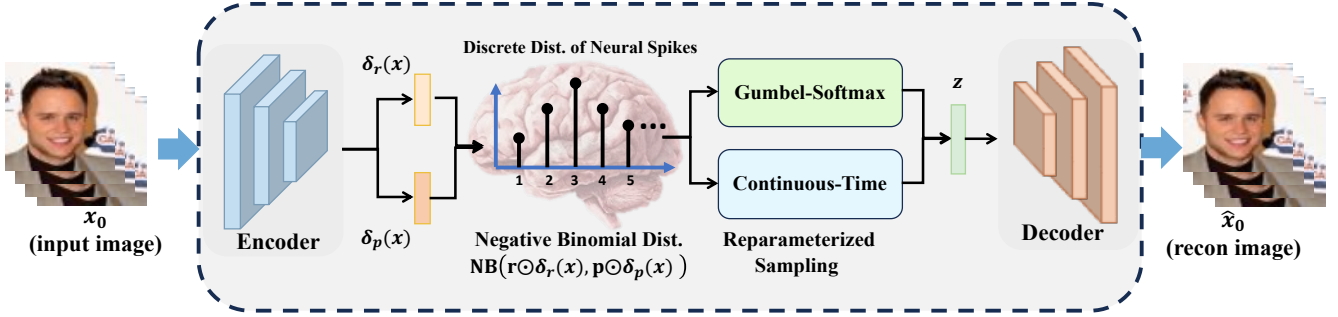 x₀
(input image)
Encoder
δᵣ(x)
δₚ(x)
Discrete Dist. of Neural Spikes
1 2 3 4 5
Negative Binomial Dist.
NB(r⊙δᵣ(x), p⊙δₚ(x) )
Gumbel-Softmax
Continuous-Time
Reparameterized
Sampling
z
Decoder
x̂₀
(recon image)